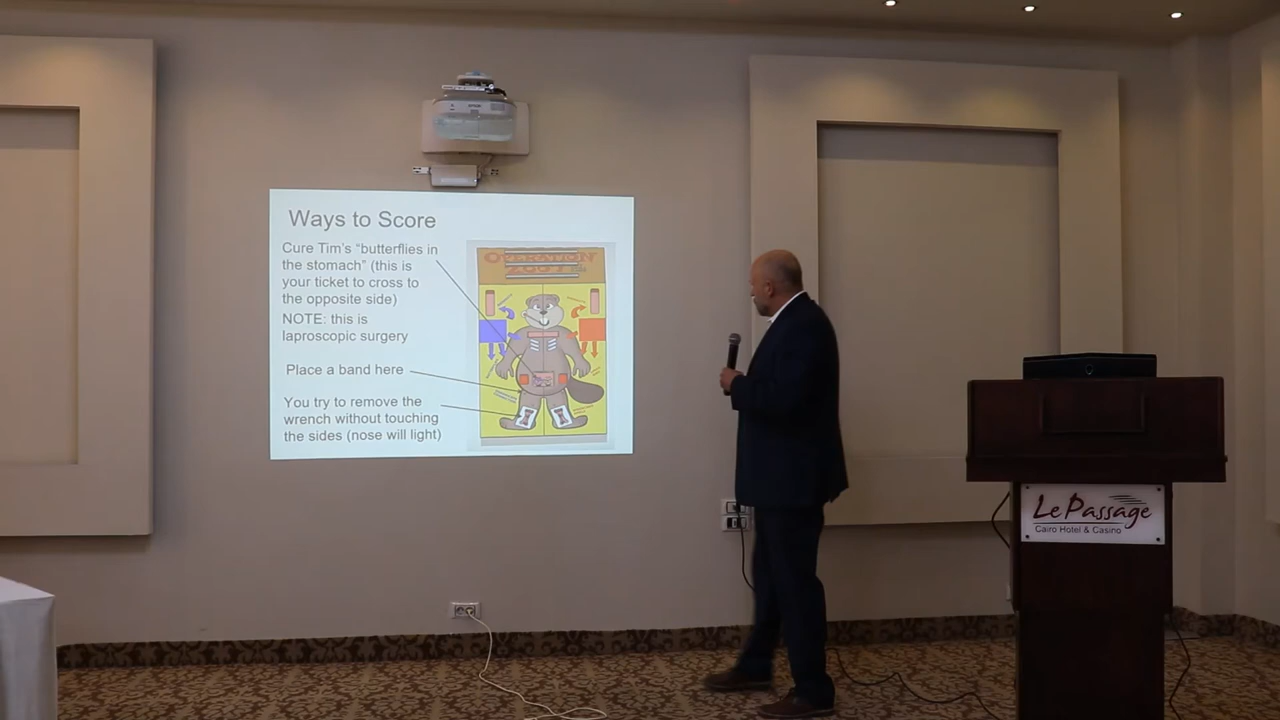 Ways to Score
Cure Tim's "butterflies in
the stomach" (this is
your ticket to cross to
the opposite side)
NOTE: this is
laproscopic surgery
Place a band here
You try to remove the
wrench without touching
the sides (nose will light)
OPERATION
Le Passage
Cairo Hotel & Casino